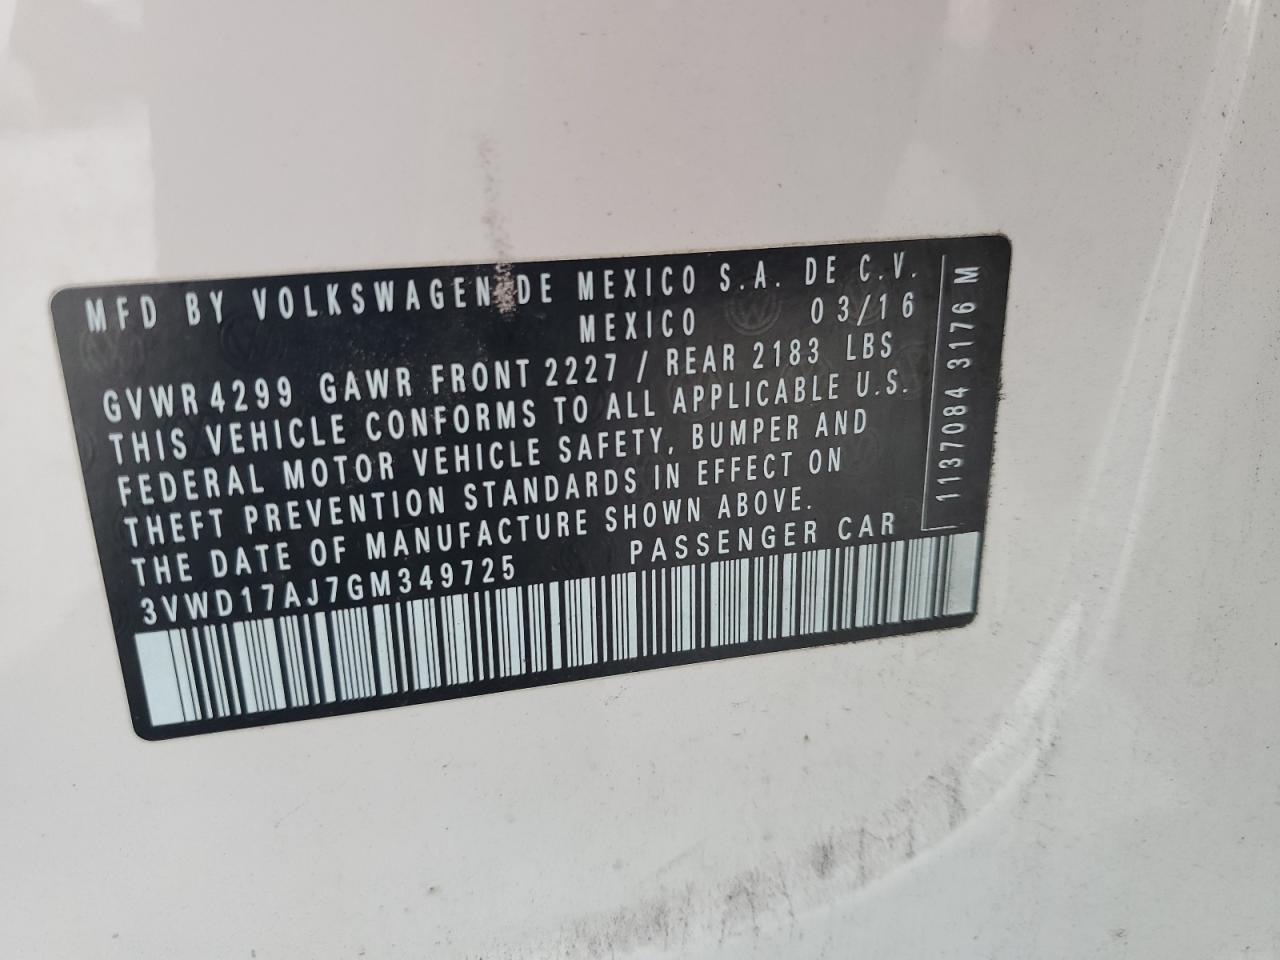 MFD BY VOLKSWAGEN DE MEXICO S.A. DE C.V.
MEXICO 03/16
GVWR 4299 GAWR FRONT 2227 / REAR 2183 LBS
THIS VEHICLE CONFORMS TO ALL APPLICABLE U.S.
FEDERAL MOTOR VEHICLE SAFETY, BUMPER AND
THEFT PREVENTION STANDARDS IN EFFECT ON
THE DATE OF MANUFACTURE SHOWN ABOVE.
3VWD17AJ7GM349725 PASSENGER CAR
1137084 3176 M